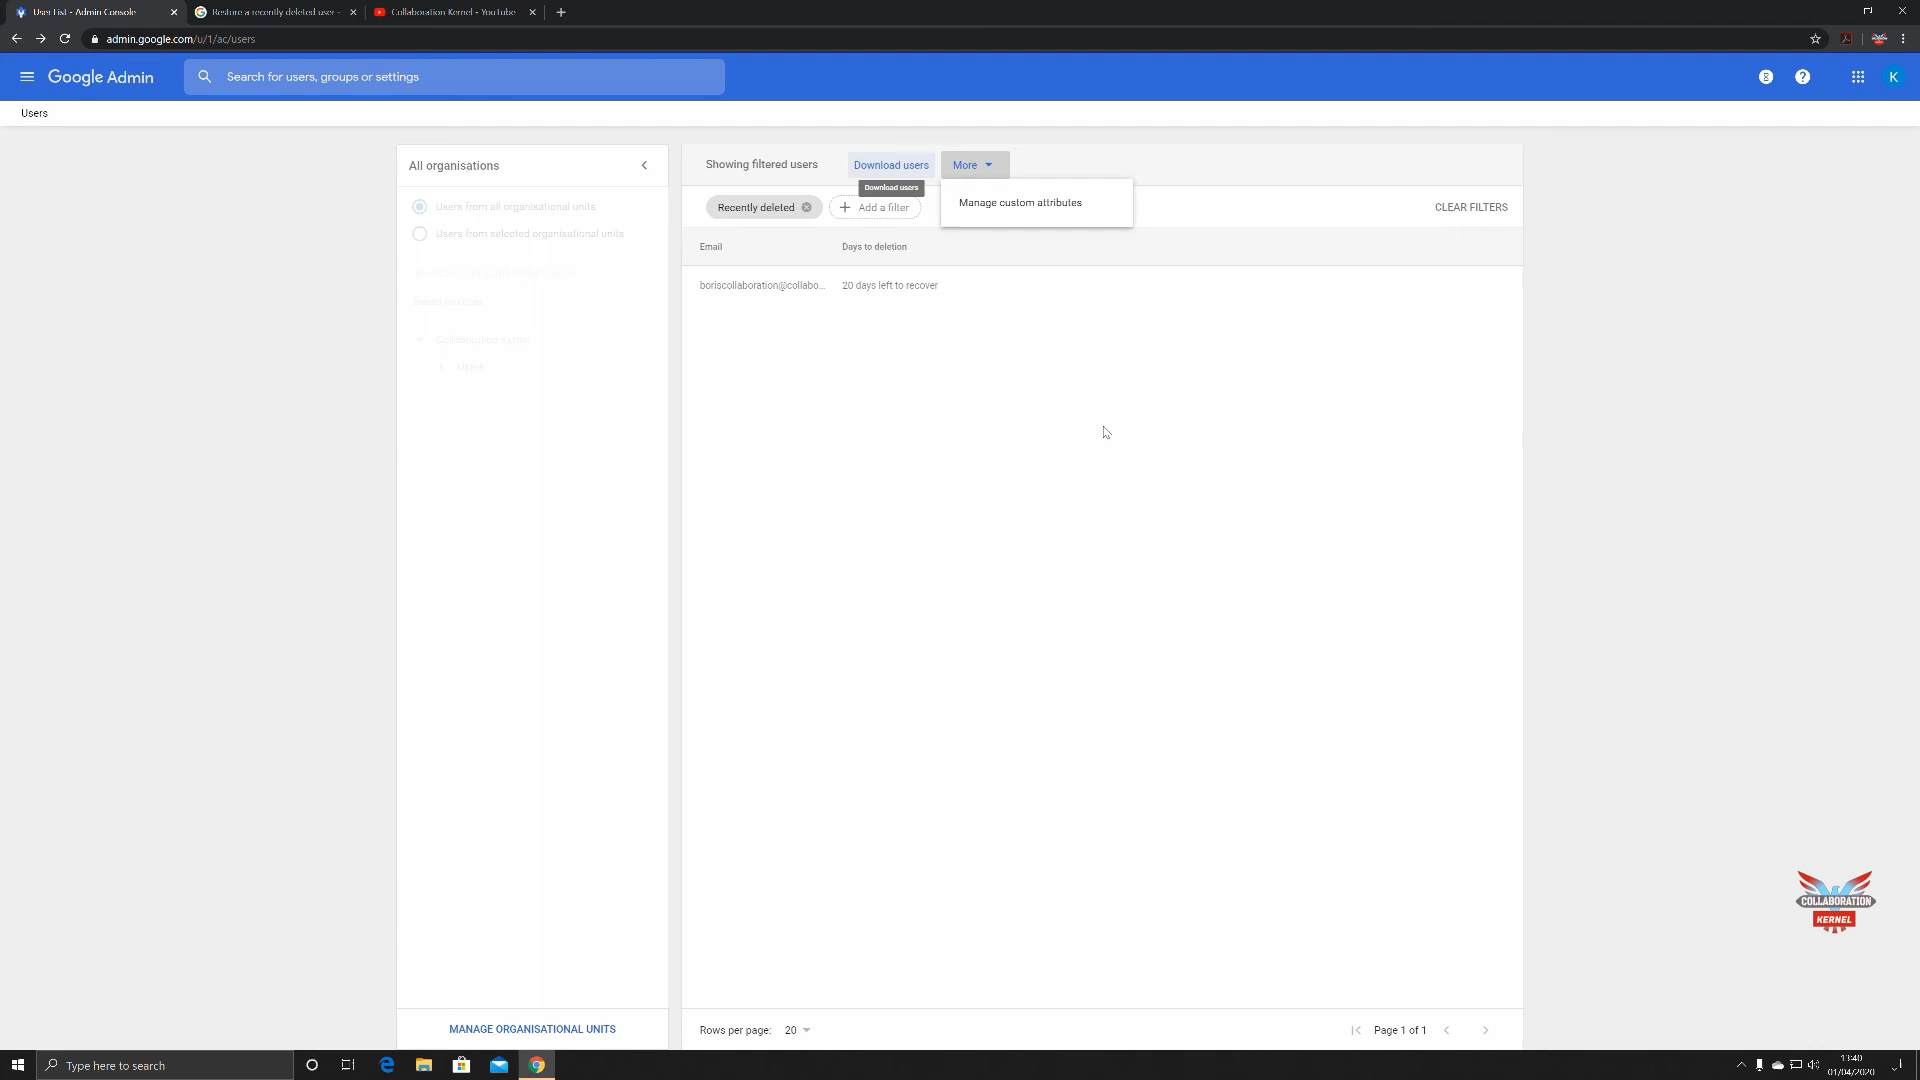 User List - Admin Console
Restore a recently deleted user -
Collaboration Kernel - YouTube
admin.google.com/u/1/ac/users
Google Admin
Search for users, groups or settings
K
Users
All organisations
Showing filtered users
Download users
More
Download users
Manage custom attributes
Users from all organisational units
Recently deleted
Add a filter
CLEAR FILTERS
Users from selected organisational units
Email
Days to deletion
boriscollaboration@collabo...
20 days left to recover
Collaboration Kernel
Users
COLLABORATION
KERNEL
MANAGE ORGANISATIONAL UNITS
Rows per page:
20
Page 1 of 1
Type here to search
13:40
01/04/2020